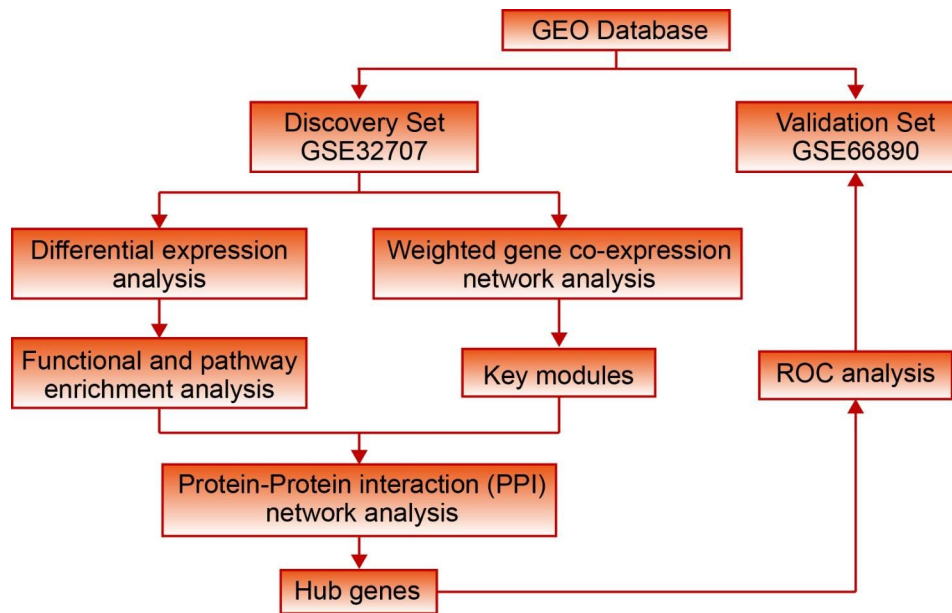 GEO Database
Discovery Set
GSE32707
Validation Set
GSE66890
Differential expression
analysis
Weighted gene co-expression
network analysis
Functional and pathway
enrichment analysis
Key modules
ROC analysis
Protein-Protein interaction (PPI)
network analysis
Hub genes